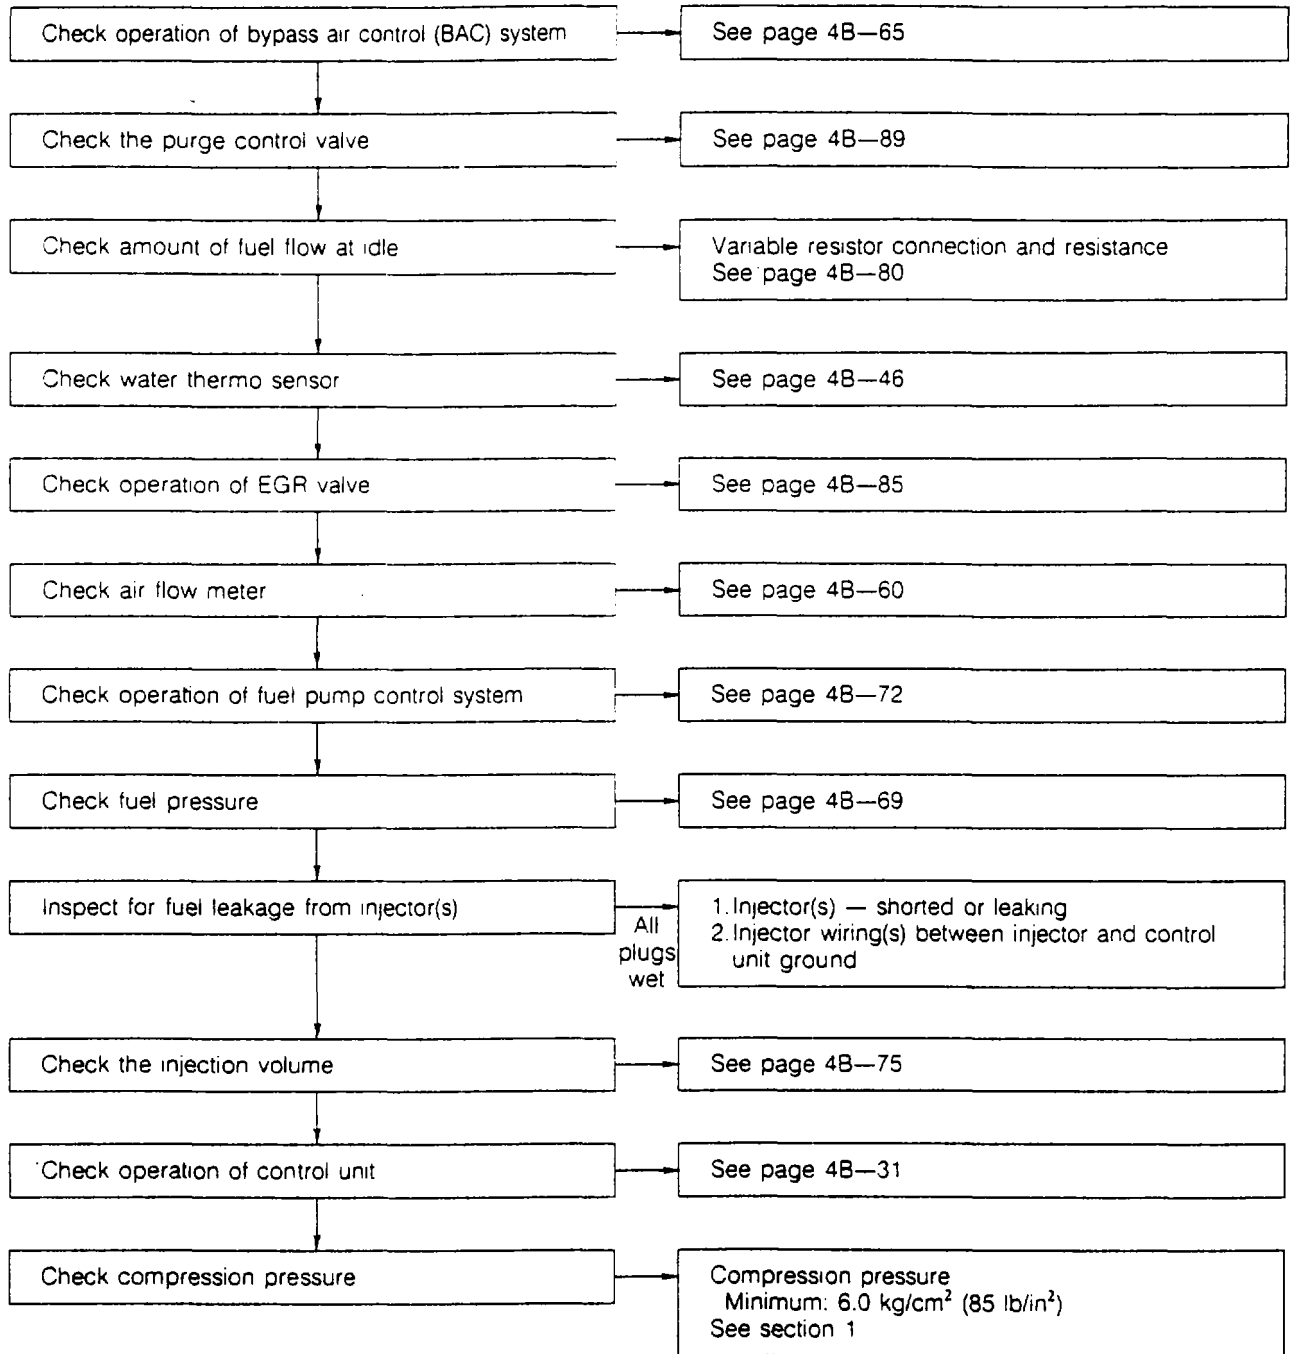 Check operation of bypass air control (BAC) system
See page 4B—65
Check the purge control valve
See page 4B—89
Check amount of fuel flow at idle
Variable resistor connection and resistance
See page 4B—80
Check water thermo sensor
See page 4B—46
Check operation of EGR valve
See page 4B—85
Check air flow meter
See page 4B—60
Check operation of fuel pump control system
See page 4B—72
Check fuel pressure
See page 4B—69
Inspect for fuel leakage from injector(s)
All
plugs
wet
1. Injector(s) — shorted or leaking
2. Injector wiring(s) between injector and control
unit ground
Check the injection volume
See page 4B—75
Check operation of control unit
See page 4B—31
Check compression pressure
Compression pressure
Minimum: 6.0 kg/cm² (85 lb/in²)
See section 1